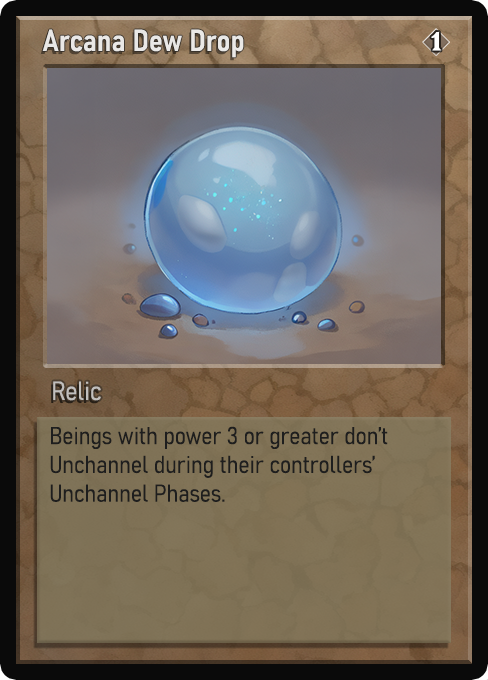 Arcana Dew Drop
1
Relic
Beings with power 3 or greater don't
Unchannel during their controllers'
Unchannel Phases.